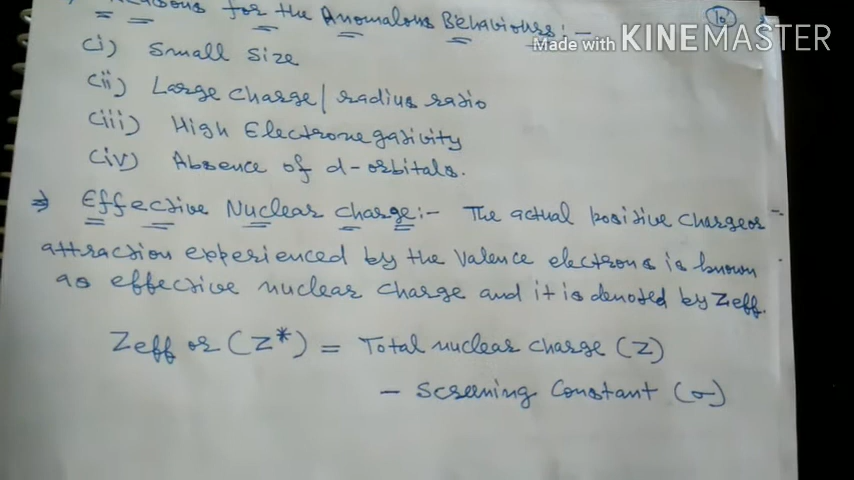 for the Anomalous Behaviours:- 10
Made with KINEMASTER
(i) Small Size
(ii) Large charge/radius ratio
(iii) High Electronegativity
(iv) Absence of d-orbitals.
⇒ Effective Nuclear charge:- The actual positive charge or
attraction experienced by the valence electrons is known
as effective nuclear charge and it is denoted by Zeff.
Zeff or (Z*) = Total nuclear charge (Z)
- Screening Constant (σ)